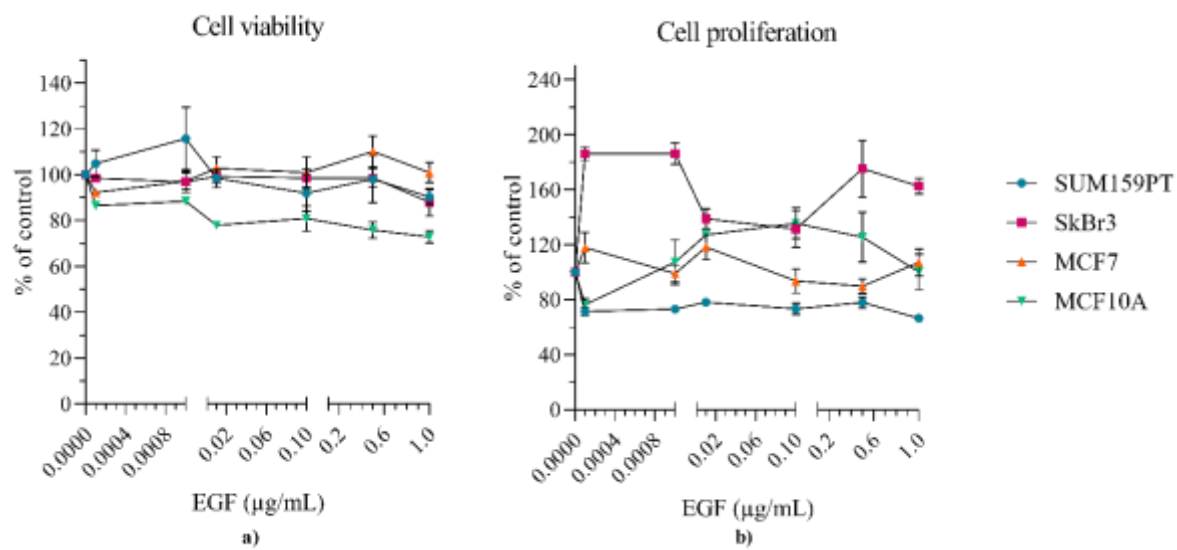 Cell viability
% of control
140
120
100
80
60
40
20
0
0.0000
0.0004
0.0008
0.02
0.06
0.10
0.2
0.6
1.0
EGF (µg/mL)
a)
Cell proliferation
% of control
240
200
160
120
80
40
0
0.0000
0.0004
0.0008
0.02
0.06
0.10
0.2
0.6
1.0
EGF (µg/mL)
b)
SUM159PT
SkBr3
MCF7
MCF10A